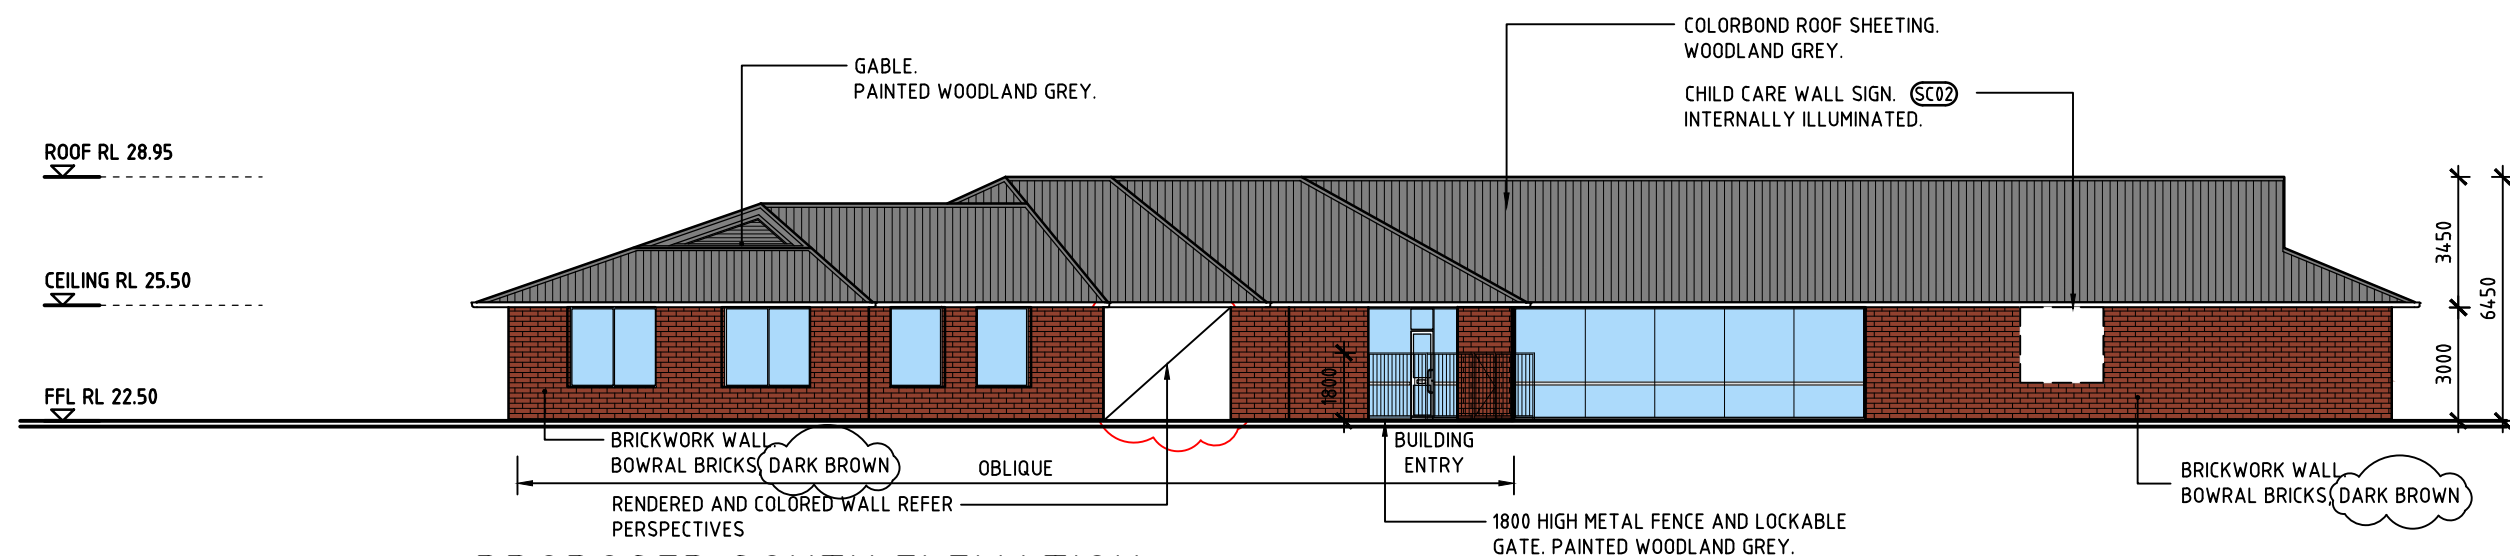 COLORBOND ROOF SHEETING.
WOODLAND GREY.
GABLE.
PAINTED WOODLAND GREY.
CHILD CARE WALL SIGN. SC02
INTERNALLY ILLUMINATED.
ROOF RL 28.95
CEILING RL 25.50
FFL RL 22.50
3450
6450
3000
1800
BRICKWORK WALL.
BOWRAL BRICKS, DARK BROWN
OBLIQUE
BUILDING
ENTRY
RENDERED AND COLORED WALL REFER
PERSPECTIVES
BRICKWORK WALL.
BOWRAL BRICKS, DARK BROWN
1800 HIGH METAL FENCE AND LOCKABLE
GATE. PAINTED WOODLAND GREY.